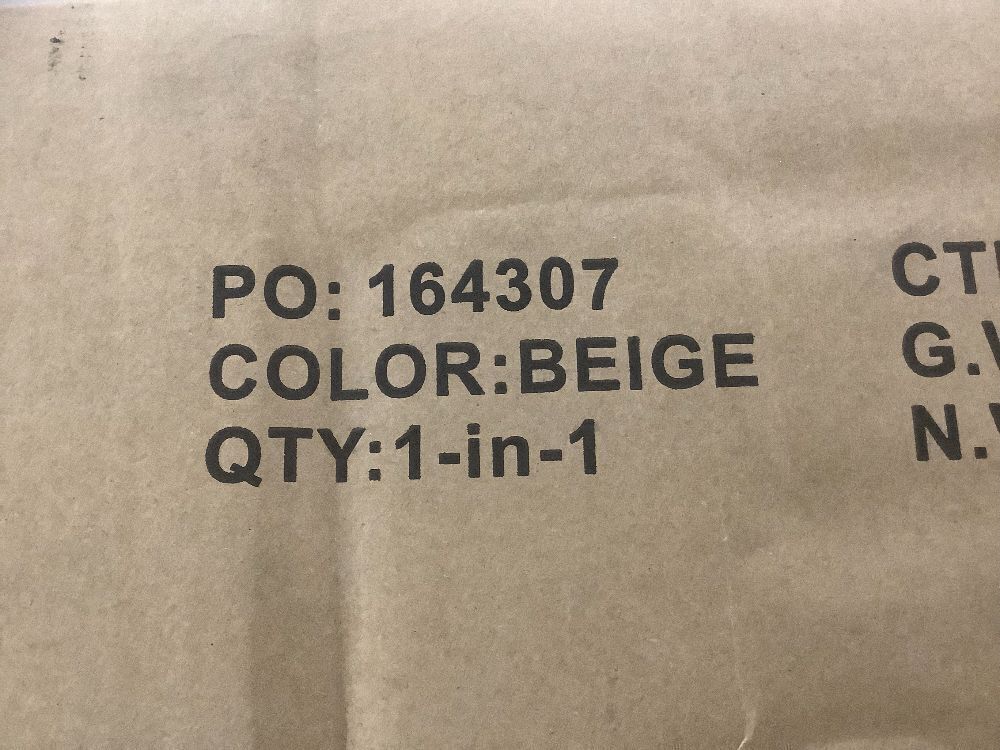 PO: 164307
COLOR:BEIGE
QTY:1-in-1
G.
N.